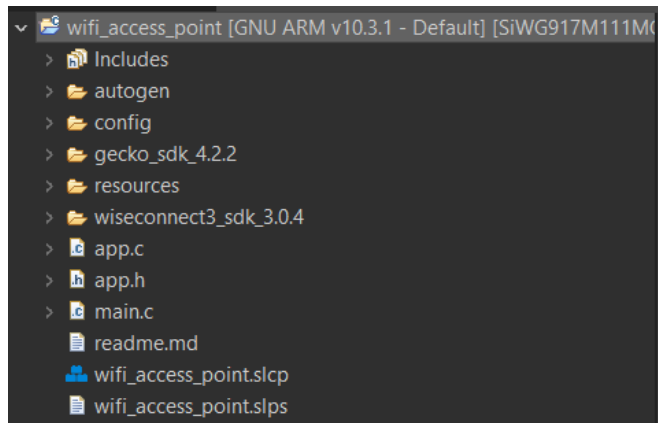 wifi_access_point [GNU ARM v10.3.1 - Default] [SiWG917M111M
Includes
autogen
config
gecko_sdk_4.2.2
resources
wiseconnect3_sdk_3.0.4
app.c
app.h
main.c
readme.md
wifi_access_point.slcp
wifi_access_point.slps